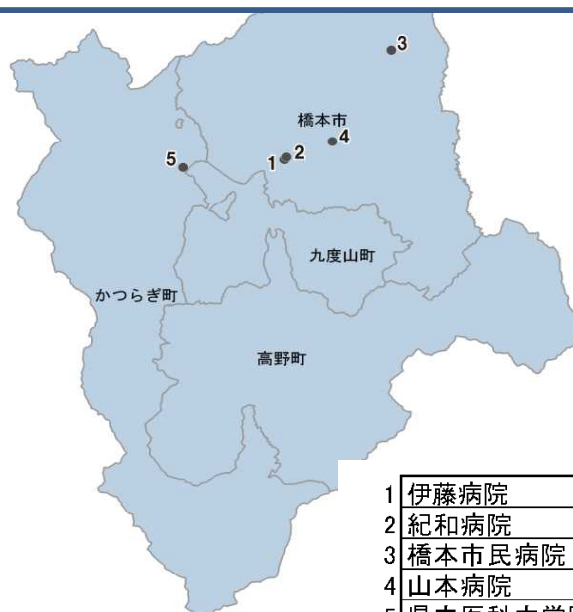 3
橋本市
4
2
1
5
九度山町
かつらぎ町
高野町
1 伊藤病院
2 紀和病院
3 橋本市民病院
4 山本病院